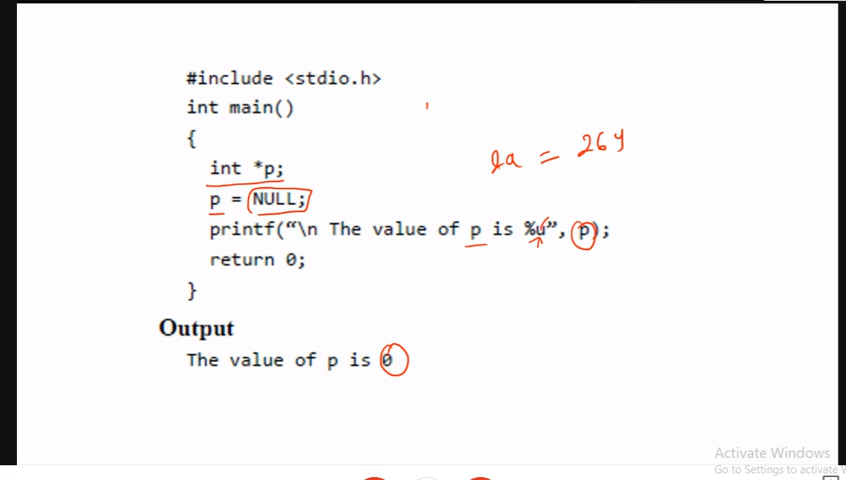 #include <stdio.h>
int main()
{
int *p;
p = NULL;
printf(“\n The value of p is %u”, p);
return 0;
}
Output
The value of p is 0
= 264
Activate Windows
Go to Settings to activate W